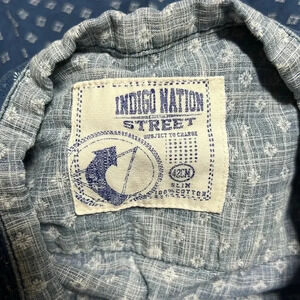 INDIGO NATION
STREET
SUBJECT TO CHANGE
42CM
SLIM
100% COTTON